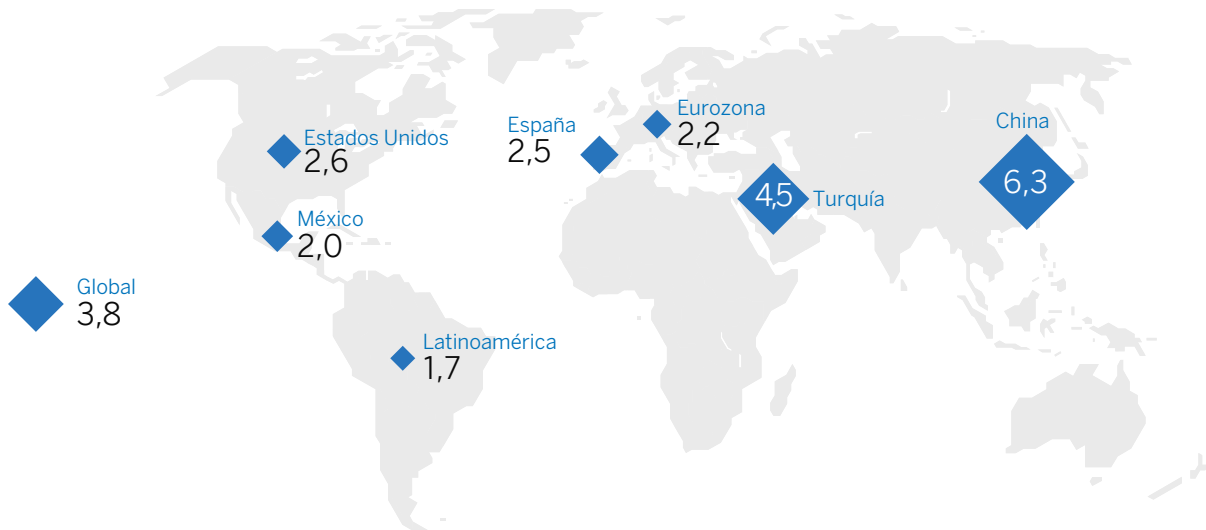 Estados Unidos
2,6
México
2,0
Global
3,8
Latinoamérica
1,7
España
2,5
Eurozona
2,2
4,5 Turquía
China
6,3